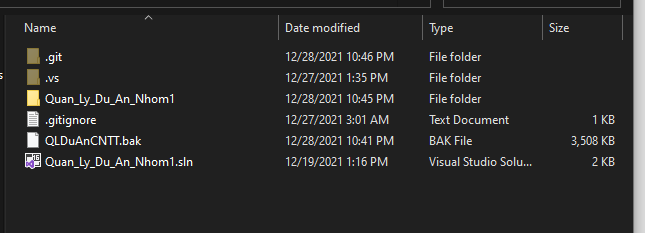 Name Date modified Type Size
.git 12/28/2021 10:46 PM File folder
.vs 12/27/2021 1:35 PM File folder
Quan_Ly_Du_An_Nhom1 12/28/2021 10:45 PM File folder
.gitignore 12/27/2021 3:01 AM Text Document 1 KB
QLDuAnCNTT.bak 12/28/2021 10:41 PM BAK File 3,508 KB
Quan_Ly_Du_An_Nhom1.sln 12/19/2021 1:16 PM Visual Studio Solu... 2 KB